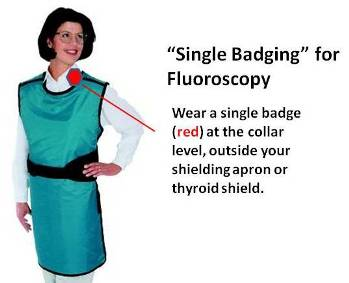 “Single Badging” for
Fluoroscopy
Wear a single badge
(red) at the collar
level, outside your
shielding apron or
thyroid shield.